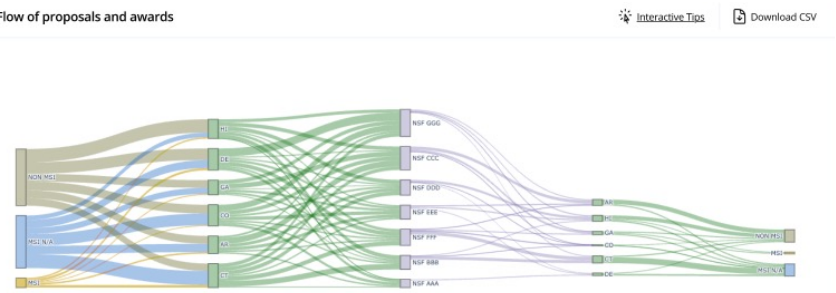 Flow of proposals and awards
Interactive Tips
Download CSV
NON MSI
MSI N/A
MSI
HI
DE
GA
CO
AR
CT
NSF GGG
NSF CCC
NSF DDD
NSF EEE
NSF FFF
NSF BBB
NSF AAA
AR
HI
GA
CO
CT
DE
NON MSI
MSI
MSI N/A